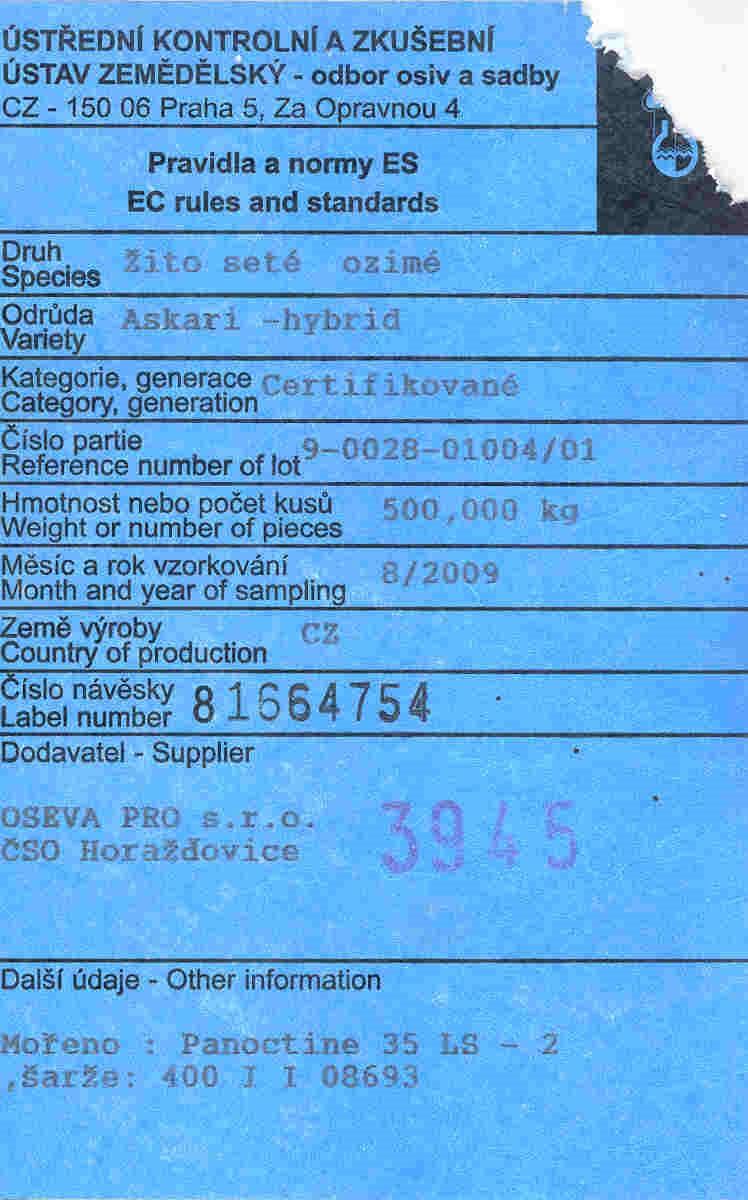 ÚSTŘEDNÍ KONTROLNÍ A ZKUŠEBNÍ
ÚSTAV ZEMĚDĚLSKÝ - odbor osiv a sadby
CZ - 150 06 Praha 5, Za Opravnou 4
Pravidla a normy ES
EC rules and standards
Druh
Species
Žito seté ozimé
Odrůda
Variety
Askari -hybrid
Kategorie, generace
Category, generation
Certifikované
Číslo partie
Reference number of lot
9-0028-01004/01
Hmotnost nebo počet kusů
Weight or number of pieces
500,000 kg
Měsíc a rok vzorkování
Month and year of sampling
8/2009
Země výroby
Country of production
CZ
Číslo návěsky
Label number
81664754
Dodavatel - Supplier
OSEVA PRO s.r.o.
ČSO Horažďovice
3945
Další údaje - Other information
Mořeno : Panoctine 35 LS - 2
,šarže: 400 I I 08693